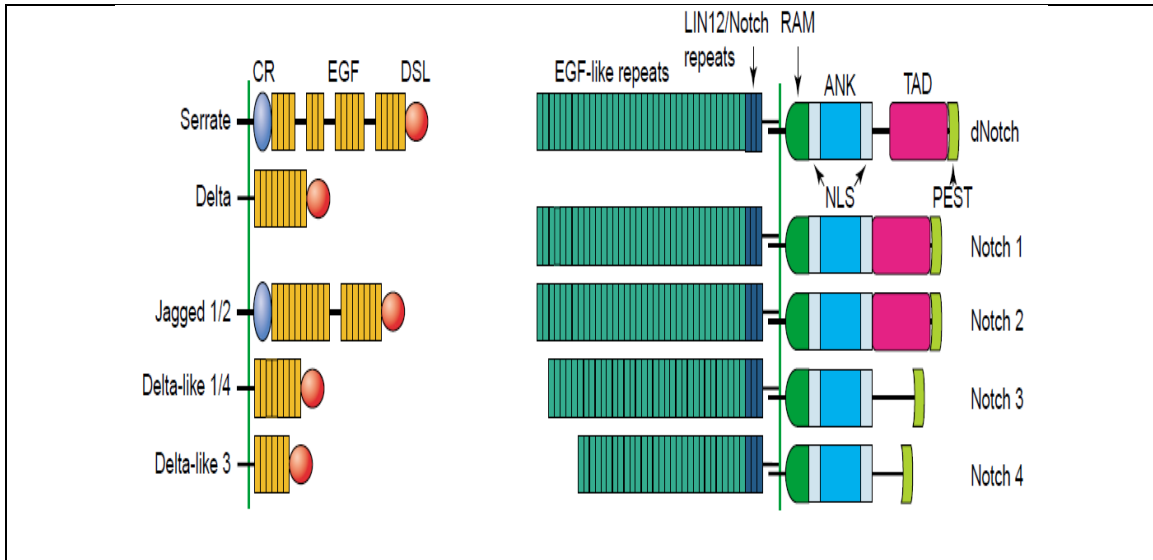 LIN12/Notch RAM
repeats
CR EGF DSL
EGF-like repeats
ANK TAD
Serrate
dNotch
Delta
NLS PEST
Notch 1
Jagged 1/2
Notch 2
Delta-like 1/4
Notch 3
Delta-like 3
Notch 4